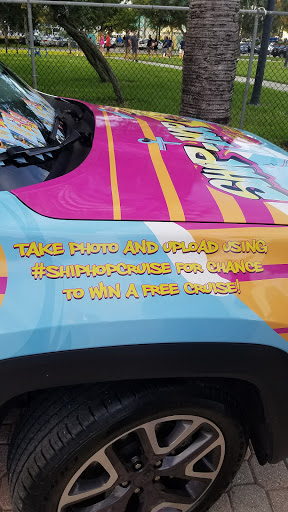 TAKE PHOTO AND UPLOAD USING
#SHIPHOPCRUISE FOR CHANCE
TO WIN A FREE CRUISE!